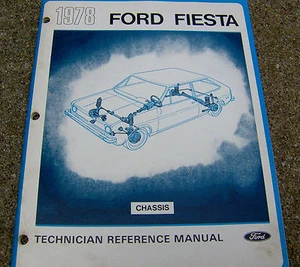 1978 FORD FIESTA
CHASSIS
TECHNICIAN REFERENCE MANUAL
Ford